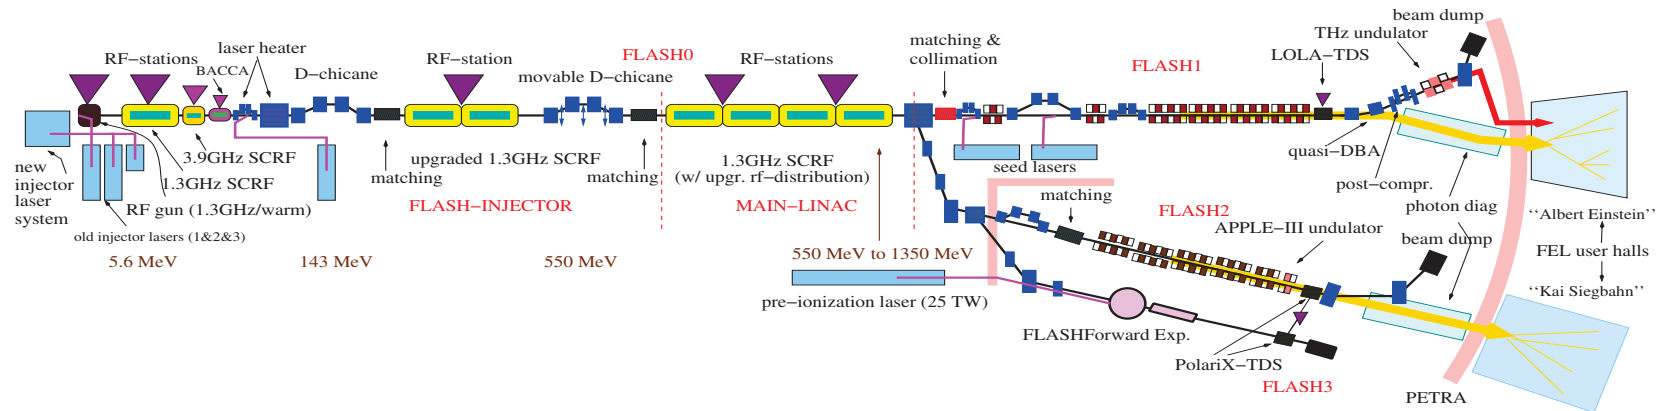 RF−stations
BACCA
laser heater
D−chicane
RF−station
movable D−chicane
FLASH0
RF−stations
matching &
collimation
FLASH1
LOLA−TDS
THz undulator
beam dump
new
injector
laser
system
3.9GHz SCRF
1.3GHz SCRF
RF gun (1.3GHz/warm)
old injector lasers (1&2&3)
matching
upgraded 1.3GHz SCRF
matching
1.3GHz SCRF
(w/ upgr. rf−distribution)
FLASH−INJECTOR
MAIN−LINAC
5.6 MeV
143 MeV
550 MeV
550 MeV to 1350 MeV
seed lasers
matching
FLASH2
APPLE−III undulator
quasi−DBA
post−compr.
photon diag
beam dump
‘‘Albert Einstein’’
FEL user halls
‘‘Kai Siegbahn’’
pre−ionization laser (25 TW)
FLASHForward Exp.
PolariX−TDS
FLASH3
PETRA